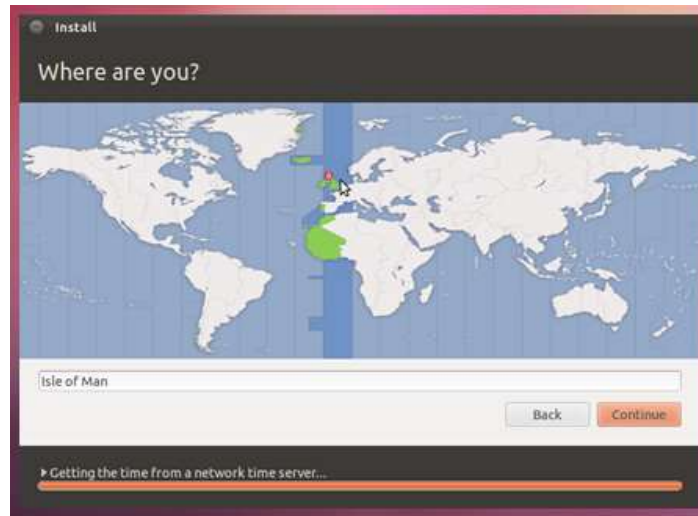 Install
Where are you?
Isle of Man
Back
Continue
Getting the time from a network time server...